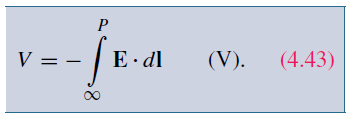 V = − ∫_∞^P E · dl (V). (4.43)